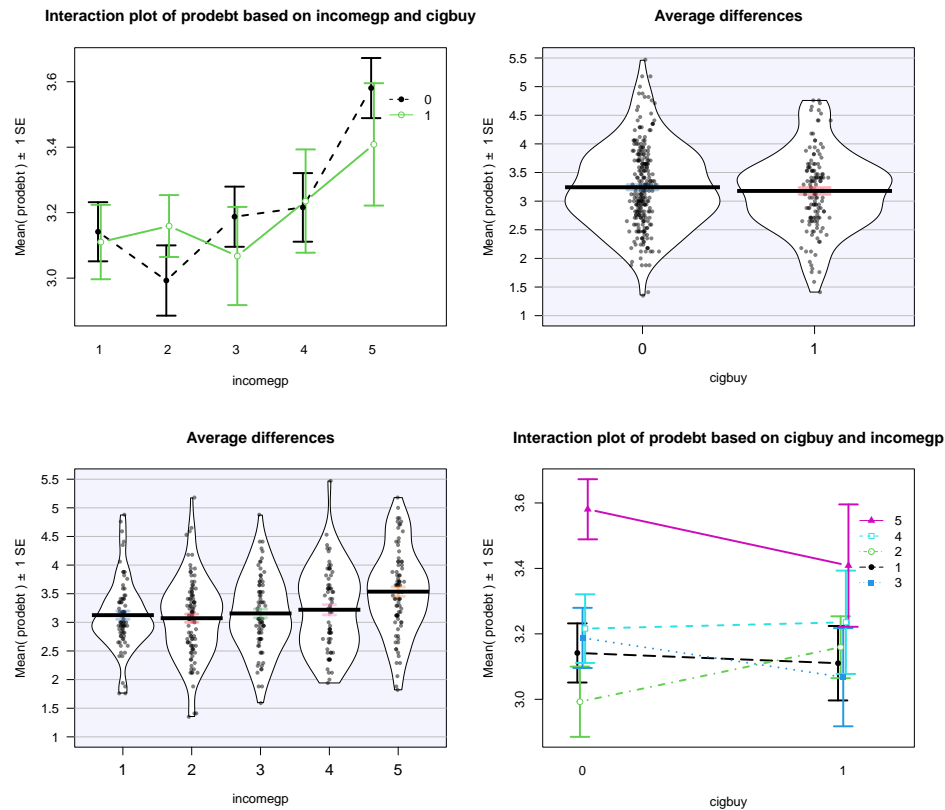 Interaction plot of prodebt based on incomegp and cigbuy
Mean( prodebt ) ± 1 SE
3.6
3.4
3.2
3.0
0
1
1 2 3 4 5
incomegp
Average differences
Mean( prodebt ) ± 1 SE
5.5
5
4.5
4
3.5
3
2.5
2
1.5
1
0 1
cigbuy
Average differences
Mean( prodebt ) ± 1 SE
5.5
5
4.5
4
3.5
3
2.5
2
1.5
1
1 2 3 4 5
incomegp
Interaction plot of prodebt based on cigbuy and incomegp
Mean( prodebt ) ± 1 SE
3.6
3.4
3.2
3.0
5
4
2
1
3
0 1
cigbuy